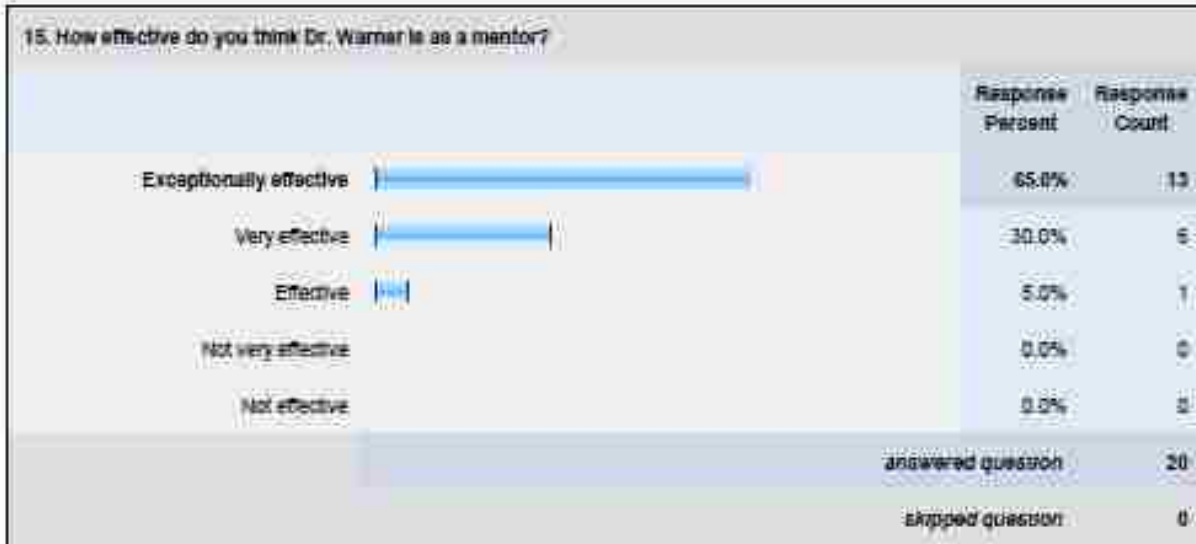 15. How effective do you think Dr. Warner is as a mentor?
Response Percent Response Count
Exceptionally effective 65.0% 13
Very effective 30.0% 6
Effective 5.0% 1
Not very effective 0.0% 0
Not effective 0.0% 0
answered question 20
skipped question 0